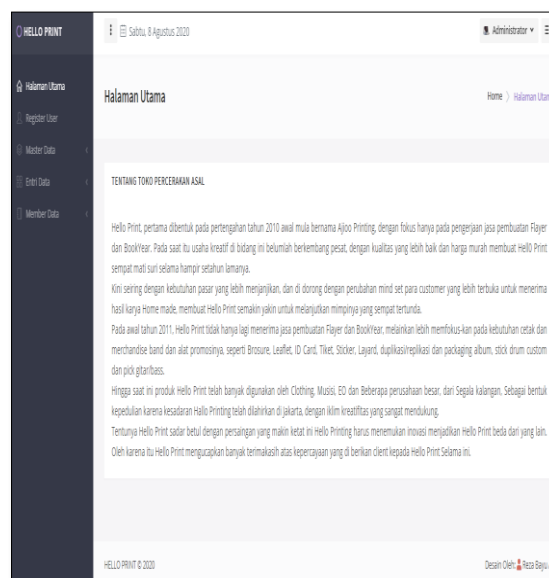 HELLO PRINT
Sabtu, 8 Agustus 2020
Administrator
Halaman Utama
Register User
Master Data
Entri Data
Member Data
Halaman Utama
Home > Halaman Utam
TENTANG TOKO PERCERAKAN ASAL
Hello Print, pertama dibentuk pada pertengahan tahun 2010 awal mula bernama Ajioo Printing, dengan fokus hanya pada pengerjaan jasa pembuatan Flayer
dan BookYear. Pada saat itu usaha kreatif di bidang ini belumlah berkembang pesat, dengan kualitas yang lebih baik dan harga murah membuat Hell0 Print
sempat mati suri selama hampir setahun lamanya.
Kini seiring dengan kebutuhan pasar yang lebih menjanjikan, dan di dorong dengan perubahan mind set para customer yang lebih terbuka untuk menerima
hasil karya Home made, membuat Hell Print semakin yakin untuk melanjutkan mimpinya yang sempat tertunda.
Pada awal tahun 2011, Hello Print tidak hanya lagi menerima jasa pembuatan Flayer dan BookYear, melainkan lebih memfokus-kan pada kebutuhan cetak dan
merchandise band dan alat promosinya, seperti Brosure, Leaflet, ID Card, Tiket, Sticker, Layard, duplikasi/replikasi dan packaging album, stick drum custom
dan pick gitar/bass.
Hingga saat ini produk Hello Print telah banyak digunakan oleh Clothing, Musisi, EO dan Beberapa perusahaan besar, dari Segala kalangan, Sebagai bentuk
kepedulian karena kesadaran Hallo Printing telah dilahirkan di jakarta, dengan iklim kreatifitas yang sangat mendukung.
Tentunya Hello Print sadar betul dengan persaingan yang makin ketat ini Hello Printing harus menemukan inovasi menjadikan Hello Print beda dari yang lain.
Oleh karena itu Hello Print mengucapkan banyak terimakasih atas kepercayaan yang di berikan client kepada Hello Print Selama ini.
HELLO PRINT © 2020
Desain Oleh: Reza Bayu.